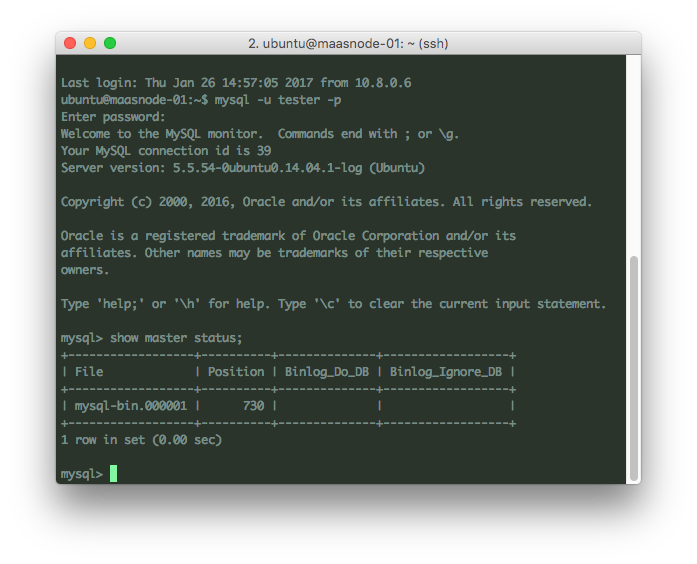 2. ubuntu@maasnode-01: ~ (ssh)
Last login: Thu Jan 26 14:57:05 2017 from 10.8.0.6
ubuntu@maasnode-01:~$ mysql -u tester -p
Enter password:
Welcome to the MySQL monitor.  Commands end with ; or \g.
Your MySQL connection id is 39
Server version: 5.5.54-0ubuntu0.14.04.1-log (Ubuntu)
Copyright (c) 2000, 2016, Oracle and/or its affiliates. All rights reserved.
Oracle is a registered trademark of Oracle Corporation and/or its
affiliates. Other names may be trademarks of their respective
owners.
Type 'help;' or '\h' for help. Type '\c' to clear the current input statement.
mysql> show master status;
+------------------+----------+--------------+------------------+
| File             | Position | Binlog_Do_DB | Binlog_Ignore_DB |
+------------------+----------+--------------+------------------+
| mysql-bin.000001 |      730 |              |                  |
+------------------+----------+--------------+------------------+
1 row in set (0.00 sec)
mysql>